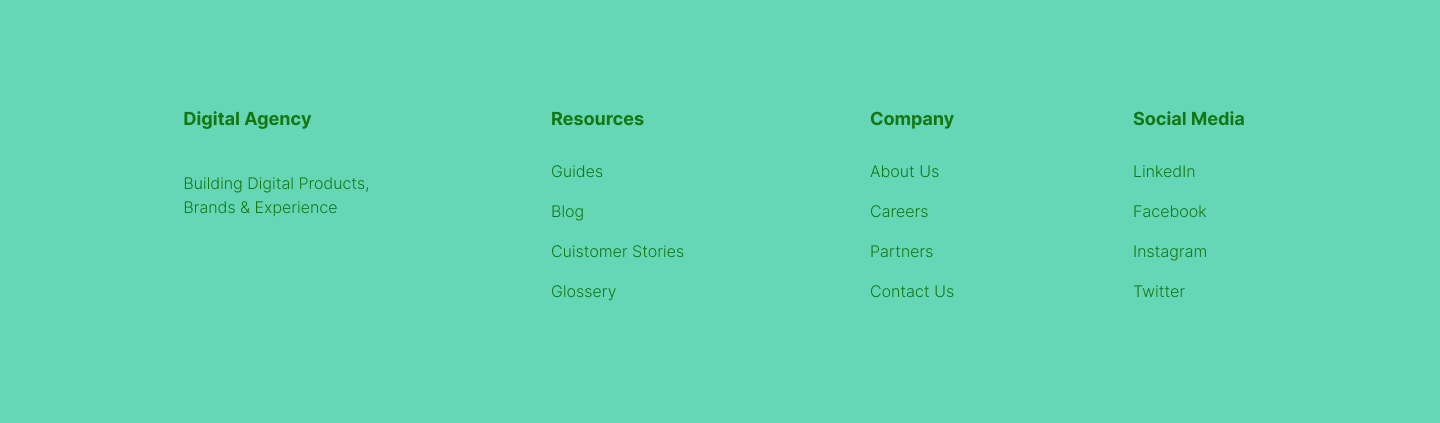 Digital Agency
Building Digital Products,
Brands & Experience
Resources
Guides
Blog
Cuistomer Stories
Glossery
Company
About Us
Careers
Partners
Contact Us
Social Media
LinkedIn
Facebook
Instagram
Twitter